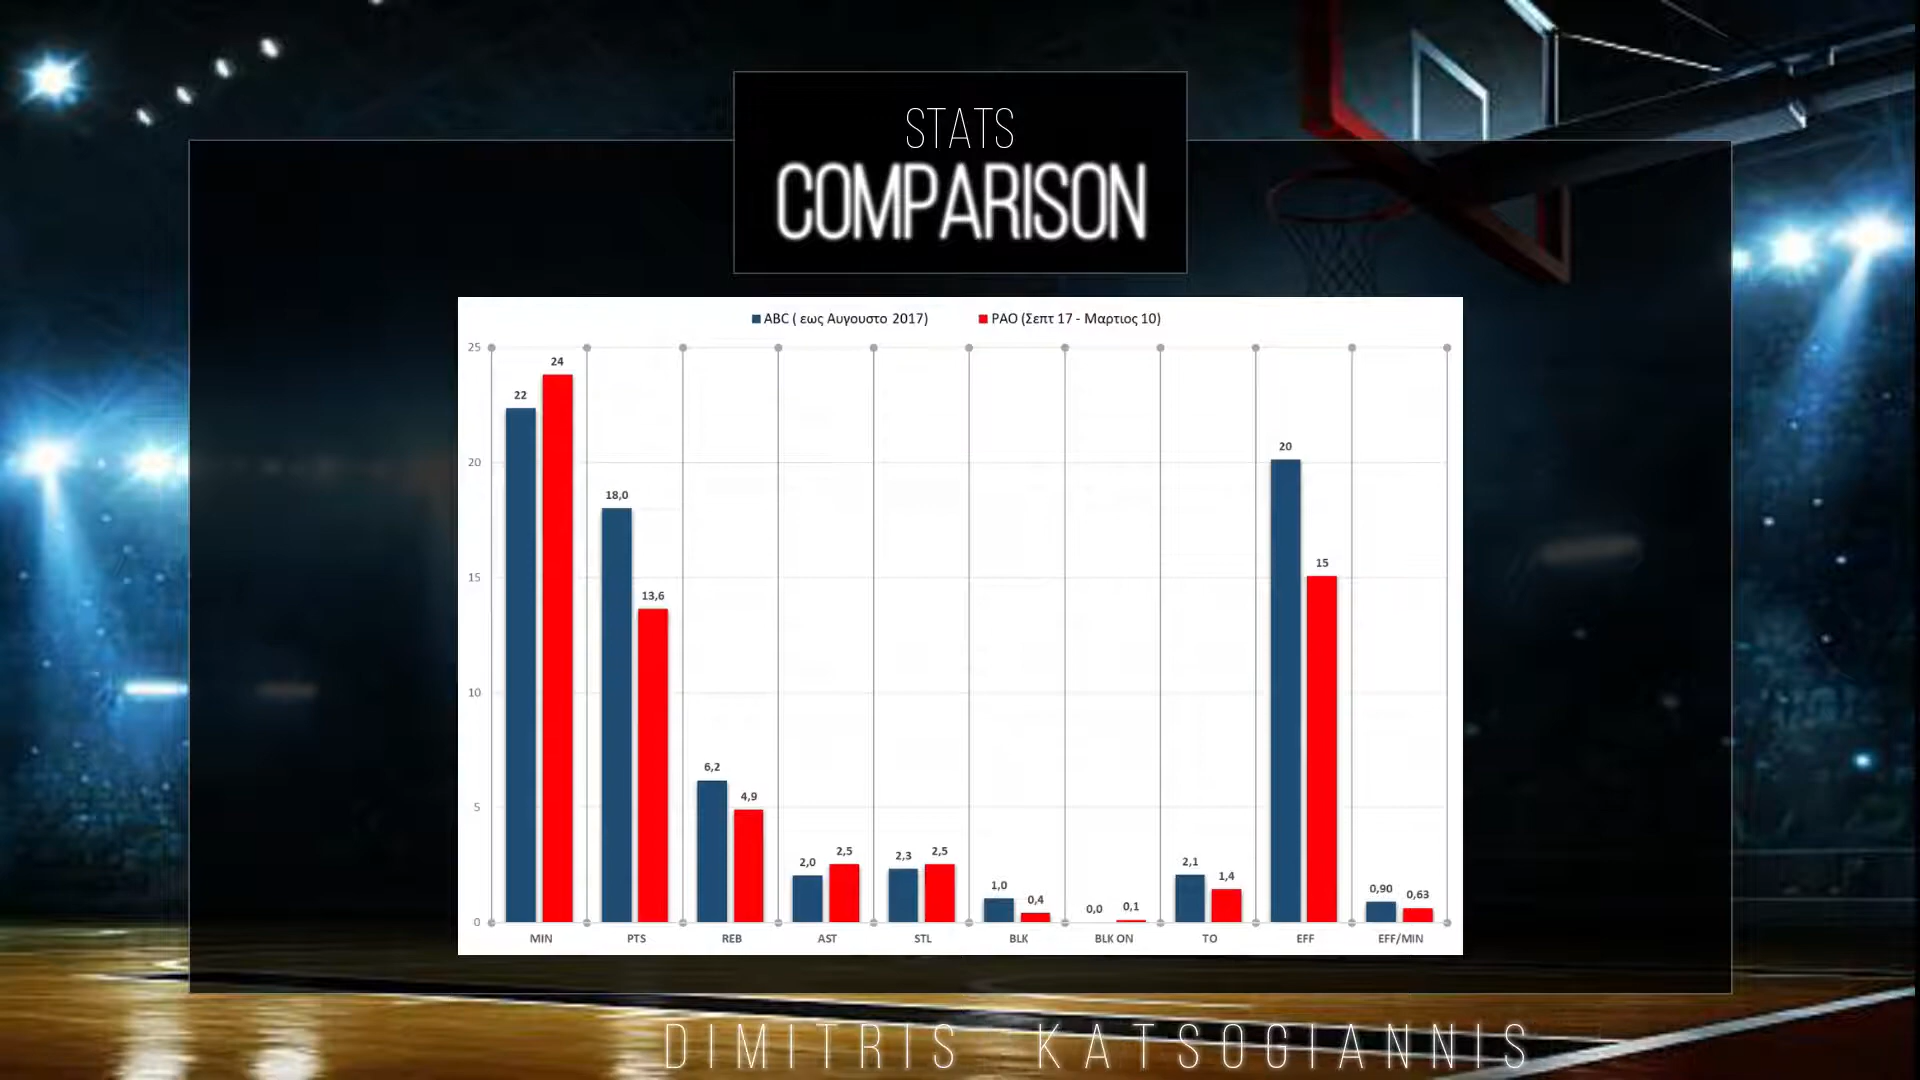 STATS
COMPARISON
ABC ( εως Αυγουστο 2017) PAO (Σεπτ 17 - Μαρτιος 10)
25
24
22
20
20
18,0
15
15
13,6
10
6,2
4,9
5
2,0 2,5 2,3 2,5 1,0 0,4 0,0 0,1 2,1 1,4 0,90 0,63
0
MIN PTS REB AST STL BLK BLK ON TO EFF EFF/MIN
DIMITRIS KATSOGIANNIS